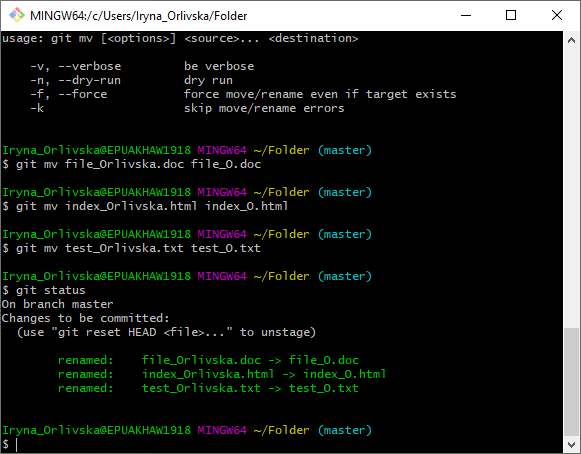 MINGW64:/c/Users/Iryna_Orlivska/Folder
usage: git mv [<options>] <source>... <destination>
-v, --verbose be verbose
-n, --dry-run dry run
-f, --force force move/rename even if target exists
-k skip move/rename errors
Iryna_Orlivska@EPUAKHAW1918 MINGW64 ~/Folder (master)
$ git mv file_Orlivska.doc file_O.doc
Iryna_Orlivska@EPUAKHAW1918 MINGW64 ~/Folder (master)
$ git mv index_Orlivska.html index_O.html
Iryna_Orlivska@EPUAKHAW1918 MINGW64 ~/Folder (master)
$ git mv test_Orlivska.txt test_O.txt
Iryna_Orlivska@EPUAKHAW1918 MINGW64 ~/Folder (master)
$ git status
On branch master
Changes to be committed:
(use "git reset HEAD <file>..." to unstage)
renamed: file_Orlivska.doc -> file_O.doc
renamed: index_Orlivska.html -> index_O.html
renamed: test_Orlivska.txt -> test_O.txt
Iryna_Orlivska@EPUAKHAW1918 MINGW64 ~/Folder (master)
$